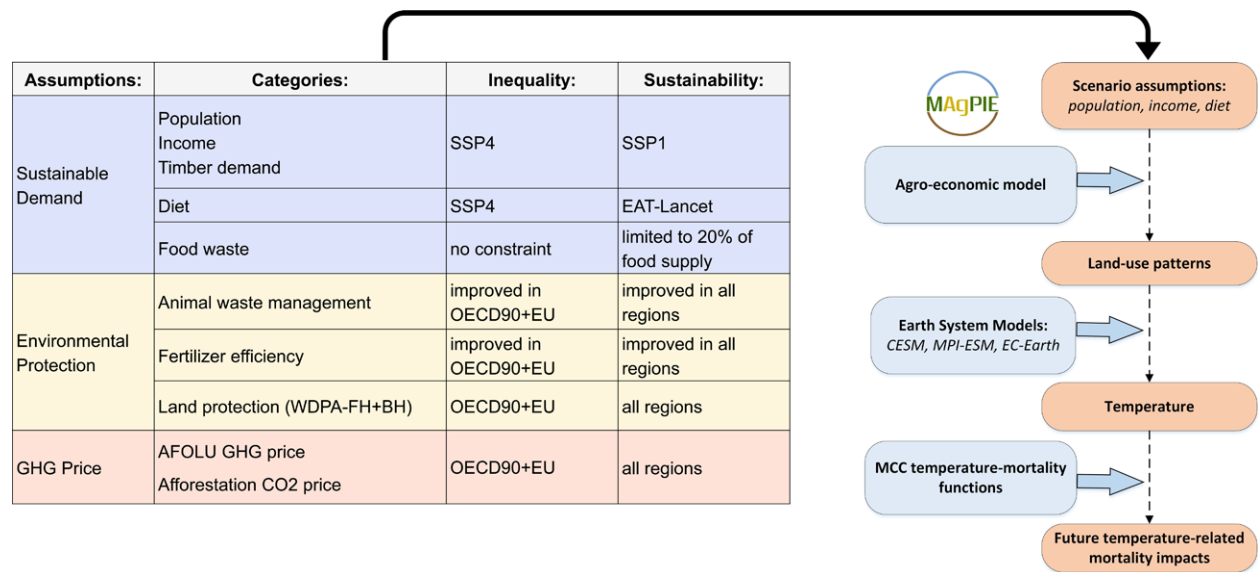 Assumptions: Categories: Inequality: Sustainability:
Sustainable
Demand
Population
Income
Timber demand
SSP4
SSP1
Diet
SSP4
EAT-Lancet
Food waste
no constraint
limited to 20% of
food supply
Environmental
Protection
Animal waste management
improved in
OECD90+EU
improved in all
regions
Fertilizer efficiency
improved in
OECD90+EU
improved in all
regions
Land protection (WDPA-FH+BH)
OECD90+EU
all regions
GHG Price
AFOLU GHG price
Afforestation CO2 price
OECD90+EU
all regions
MAgPIE
Scenario assumptions:
population, income, diet
Agro-economic model
Land-use patterns
Earth System Models:
CESM, MPI-ESM, EC-Earth
Temperature
MCC temperature-mortality
functions
Future temperature-related
mortality impacts